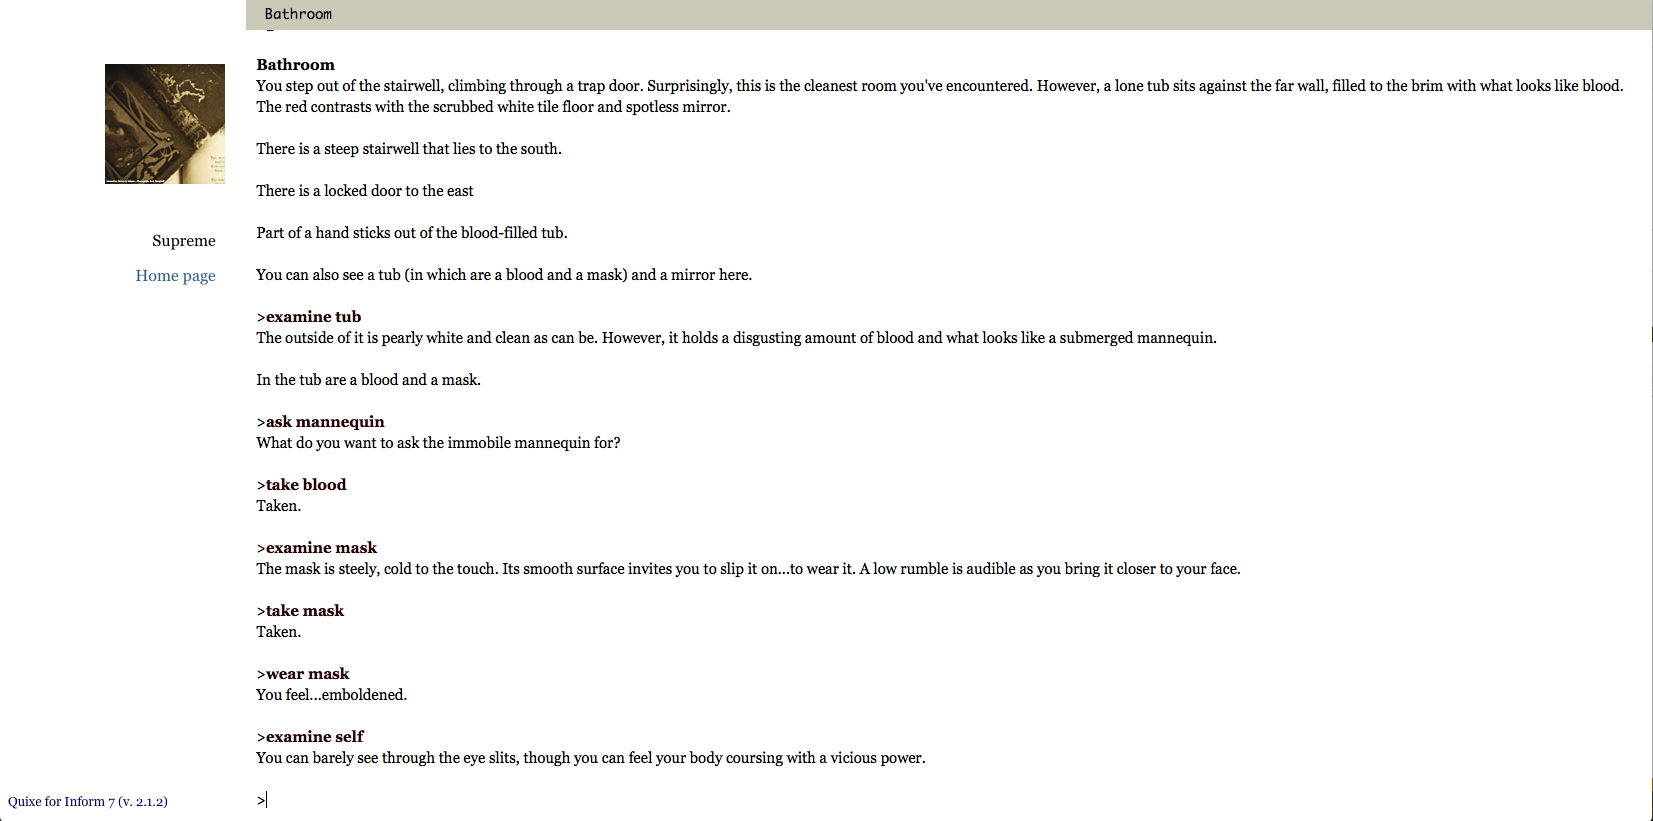 Bathroom
Bathroom
You step out of the stairwell, climbing through a trap door. Surprisingly, this is the cleanest room you've encountered. However, a lone tub sits against the far wall, filled to the brim with what looks like blood.
The red contrasts with the scrubbed white tile floor and spotless mirror.
There is a steep stairwell that lies to the south.
There is a locked door to the east
Part of a hand sticks out of the blood-filled tub.
Supreme
Home page
You can also see a tub (in which are a blood and a mask) and a mirror here.
>examine tub
The outside of it is pearly white and clean as can be. However, it holds a disgusting amount of blood and what looks like a submerged mannequin.
In the tub are a blood and a mask.
>ask mannequin
What do you want to ask the immobile mannequin for?
>take blood
Taken.
>examine mask
The mask is steely, cold to the touch. Its smooth surface invites you to slip it on...to wear it. A low rumble is audible as you bring it closer to your face.
>take mask
Taken.
>wear mask
You feel...emboldened.
>examine self
You can barely see through the eye slits, though you can feel your body coursing with a vicious power.
>
Quixe for Inform 7 (v. 2.1.2)